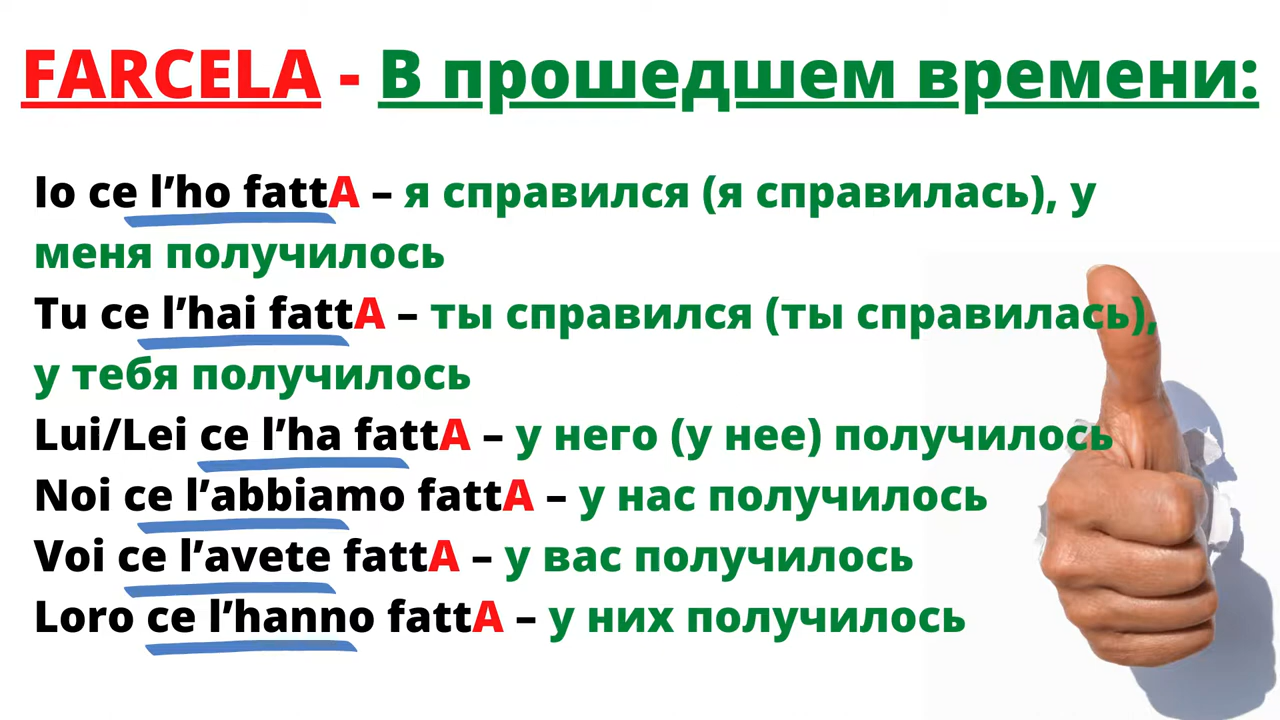 FARCELA - В прошедшем времени:
Io ce l’ho fattA – я справился (я справилась), у
меня получилось
Tu ce l’hai fattA – ты справился (ты справилась),
у тебя получилось
Lui/Lei ce l’ha fattA – у него (у нее) получилось
Noi ce l’abbiamo fattA – у нас получилось
Voi ce l’avete fattA – у вас получилось
Loro ce l’hanno fattA – у них получилось